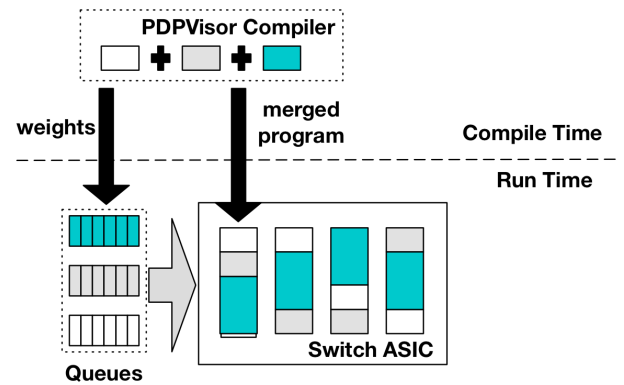 PDPVisor Compiler
weights
merged
program
Compile Time
Run Time
Switch ASIC
Queues